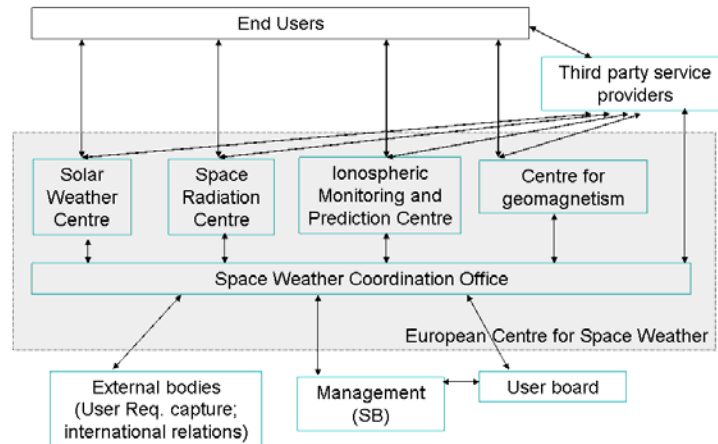 End Users
Third party service
providers
Solar
Weather
Centre
Space
Radiation
Centre
Ionospheric
Monitoring and
Prediction Centre
Centre for
geomagnetism
Space Weather Coordination Office
European Centre for Space Weather
External bodies
(User Req. capture;
international relations)
Management
(SB)
User board